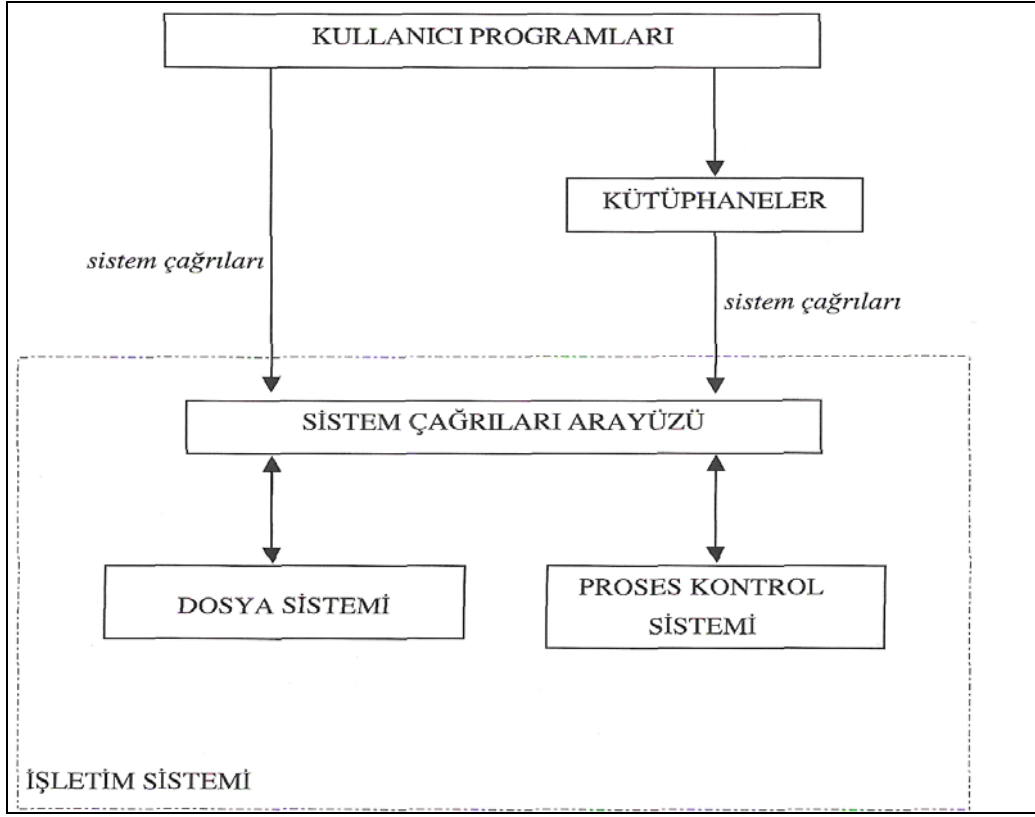 KULLANICI PROGRAMLARI
KÜTÜPHANELER
sistem çağrıları
sistem çağrıları
SİSTEM ÇAĞRILARI ARAYÜZÜ
DOSYA SİSTEMİ
PROSES KONTROL
SİSTEMİ
İŞLETİM SİSTEMİ